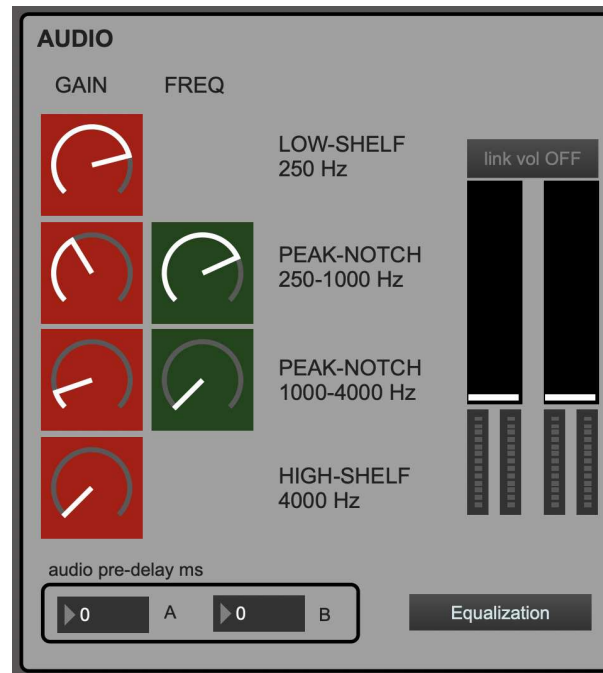 AUDIO
GAIN FREQ
LOW-SHELF
250 Hz
link vol OFF
PEAK-NOTCH
250-1000 Hz
PEAK-NOTCH
1000-4000 Hz
HIGH-SHELF
4000 Hz
audio pre-delay ms
0 A 0 B
Equalization